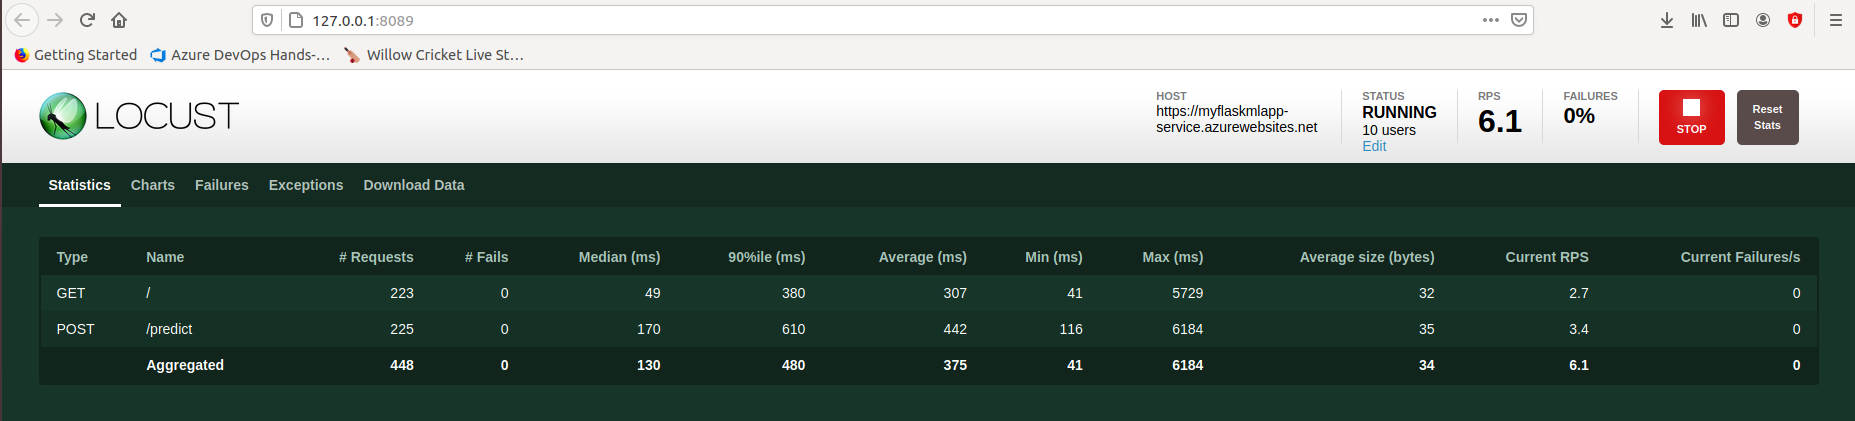 127.0.0.1:8089
Getting Started Azure DevOps Hands-... Willow Cricket Live St...
LOCUST
HOST
https://myflaskmlapp-
service.azurewebsites.net
STATUS
RUNNING
10 users
Edit
RPS
6.1
FAILURES
0%
STOP
Reset
Stats
Statistics Charts Failures Exceptions Download Data
Type Name # Requests # Fails Median (ms) 90%ile (ms) Average (ms) Min (ms) Max (ms) Average size (bytes) Current RPS Current Failures/s
GET / 223 0 49 380 307 41 5729 32 2.7 0
POST /predict 225 0 170 610 442 116 6184 35 3.4 0
Aggregated 448 0 130 480 375 41 6184 34 6.1 0